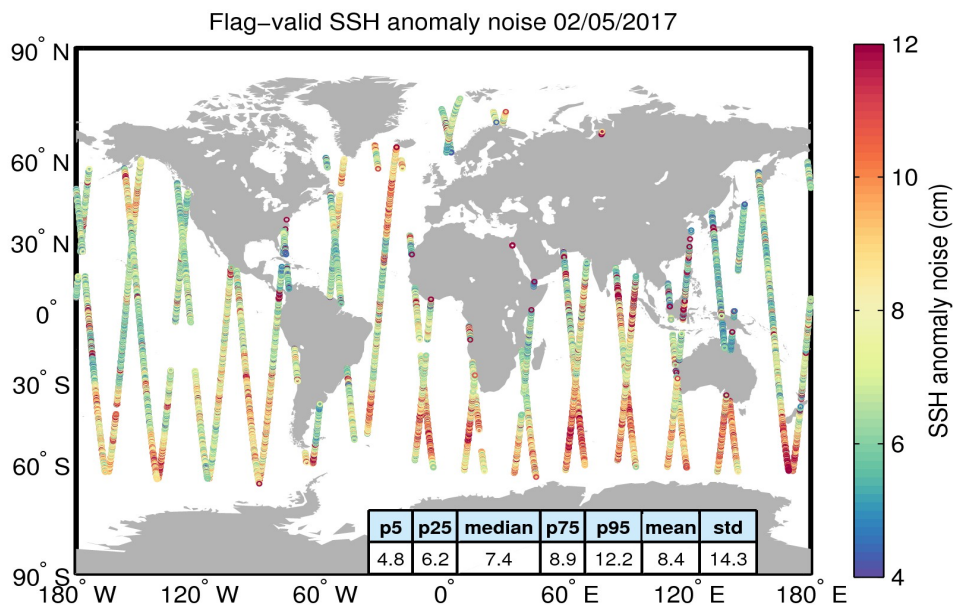 Flag−valid SSH anomaly noise 02/05/2017
90° N
60° N
30° N
0°
30° S
60° S
90° S
180° W
120° W
60° W
0°
60° E
120° E
180° E
p5 p25 median p75 p95 mean std
4.8 6.2 7.4 8.9 12.2 8.4 14.3
12
10
8
6
4
SSH anomaly noise (cm)